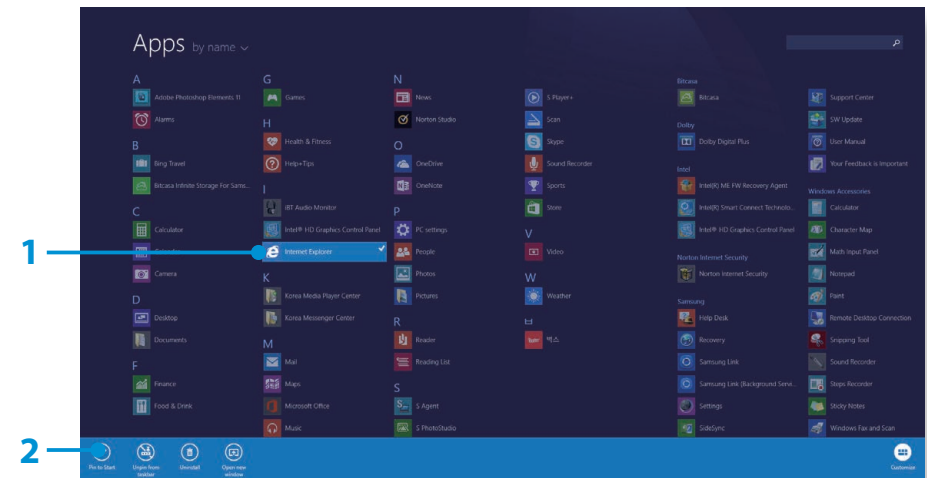 Apps by name
A
Adobe Photoshop Elements 11
Alarms
B
Bing Travel
Bitcasa Infinite Storage For Sams...
C
Calculator
Calendar
Camera
D
Desktop
Documents
F
Finance
Food & Drink
G
Games
H
Health & Fitness
Help+Tips
I
IBT Audio Monitor
Intel® HD Graphics Control Panel
Internet Explorer
K
Korea Media Player Center
Korea Messenger Center
M
Mail
Maps
Microsoft Office
Music
N
News
Norton Studio
O
OneDrive
OneNote
P
PC settings
People
Photos
Pictures
R
Reader
Reading List
S
S Agent
S PhotoStudio
S Player+
Scan
Skype
Sound Recorder
Sports
Store
V
Video
W
Weather
ㅂ
벅스
Bitcasa
Bitcasa
Dolby
Dolby Digital Plus
Intel
Intel(R) ME FW Recovery Agent
Intel(R) Smart Connect Technolo...
Intel® HD Graphics Control Panel
Norton Internet Security
Norton Internet Security
Samsung
Help Desk
Recovery
Samsung Link
Samsung Link (Background Servi...
Settings
SideSync
Support Center
SW Update
User Manual
Your Feedback is Important
Windows Accessories
Calculator
Character Map
Math Input Panel
Notepad
Paint
Remote Desktop Connection
Snipping Tool
Sound Recorder
Steps Recorder
Sticky Notes
Windows Fax and Scan
1
2
Pin to Start
Unpin from
taskbar
Uninstall
Open new
window
Customize